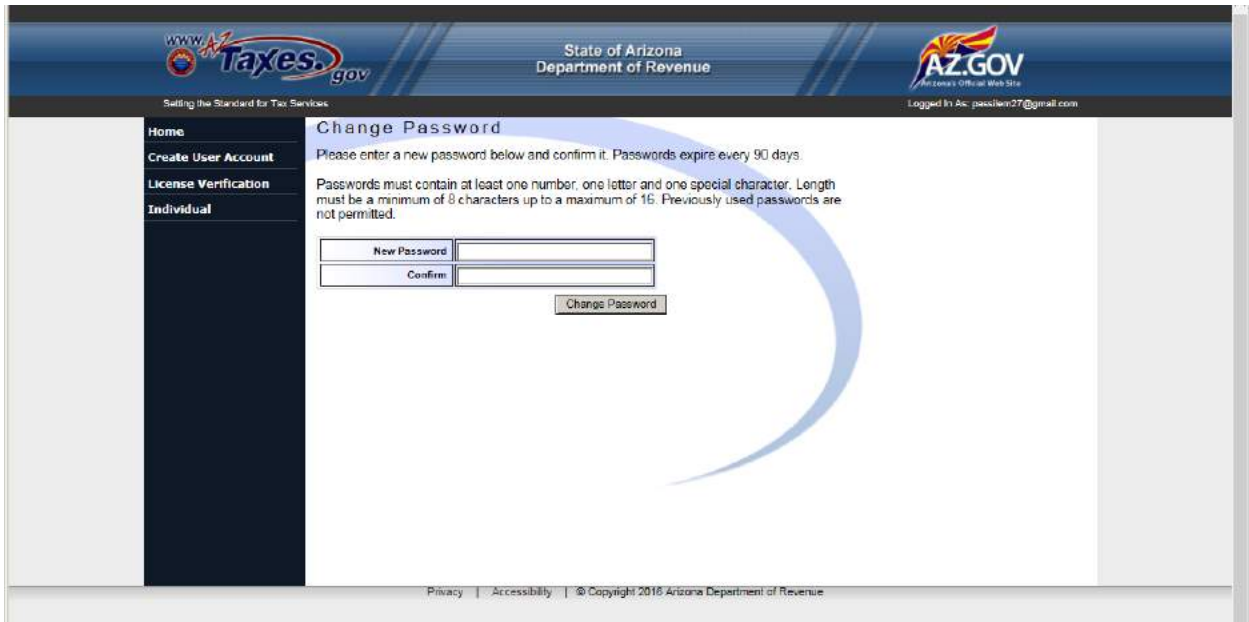 www.AZTaxes.gov
State of Arizona
Department of Revenue
AZ.GOV
Arizona's Official Web Site
Setting the Standard for Tax Services
Logged In As: passilem27@gmail.com
Home
Create User Account
License Verification
Individual
Change Password
Please enter a new password below and confirm it. Passwords expire every 90 days.
Passwords must contain at least one number, one letter and one special character. Length
must be a minimum of 8 characters up to a maximum of 16. Previously used passwords are
not permitted.
New Password
Confirm
Change Password
Privacy | Accessibility | © Copyright 2016 Arizona Department of Revenue